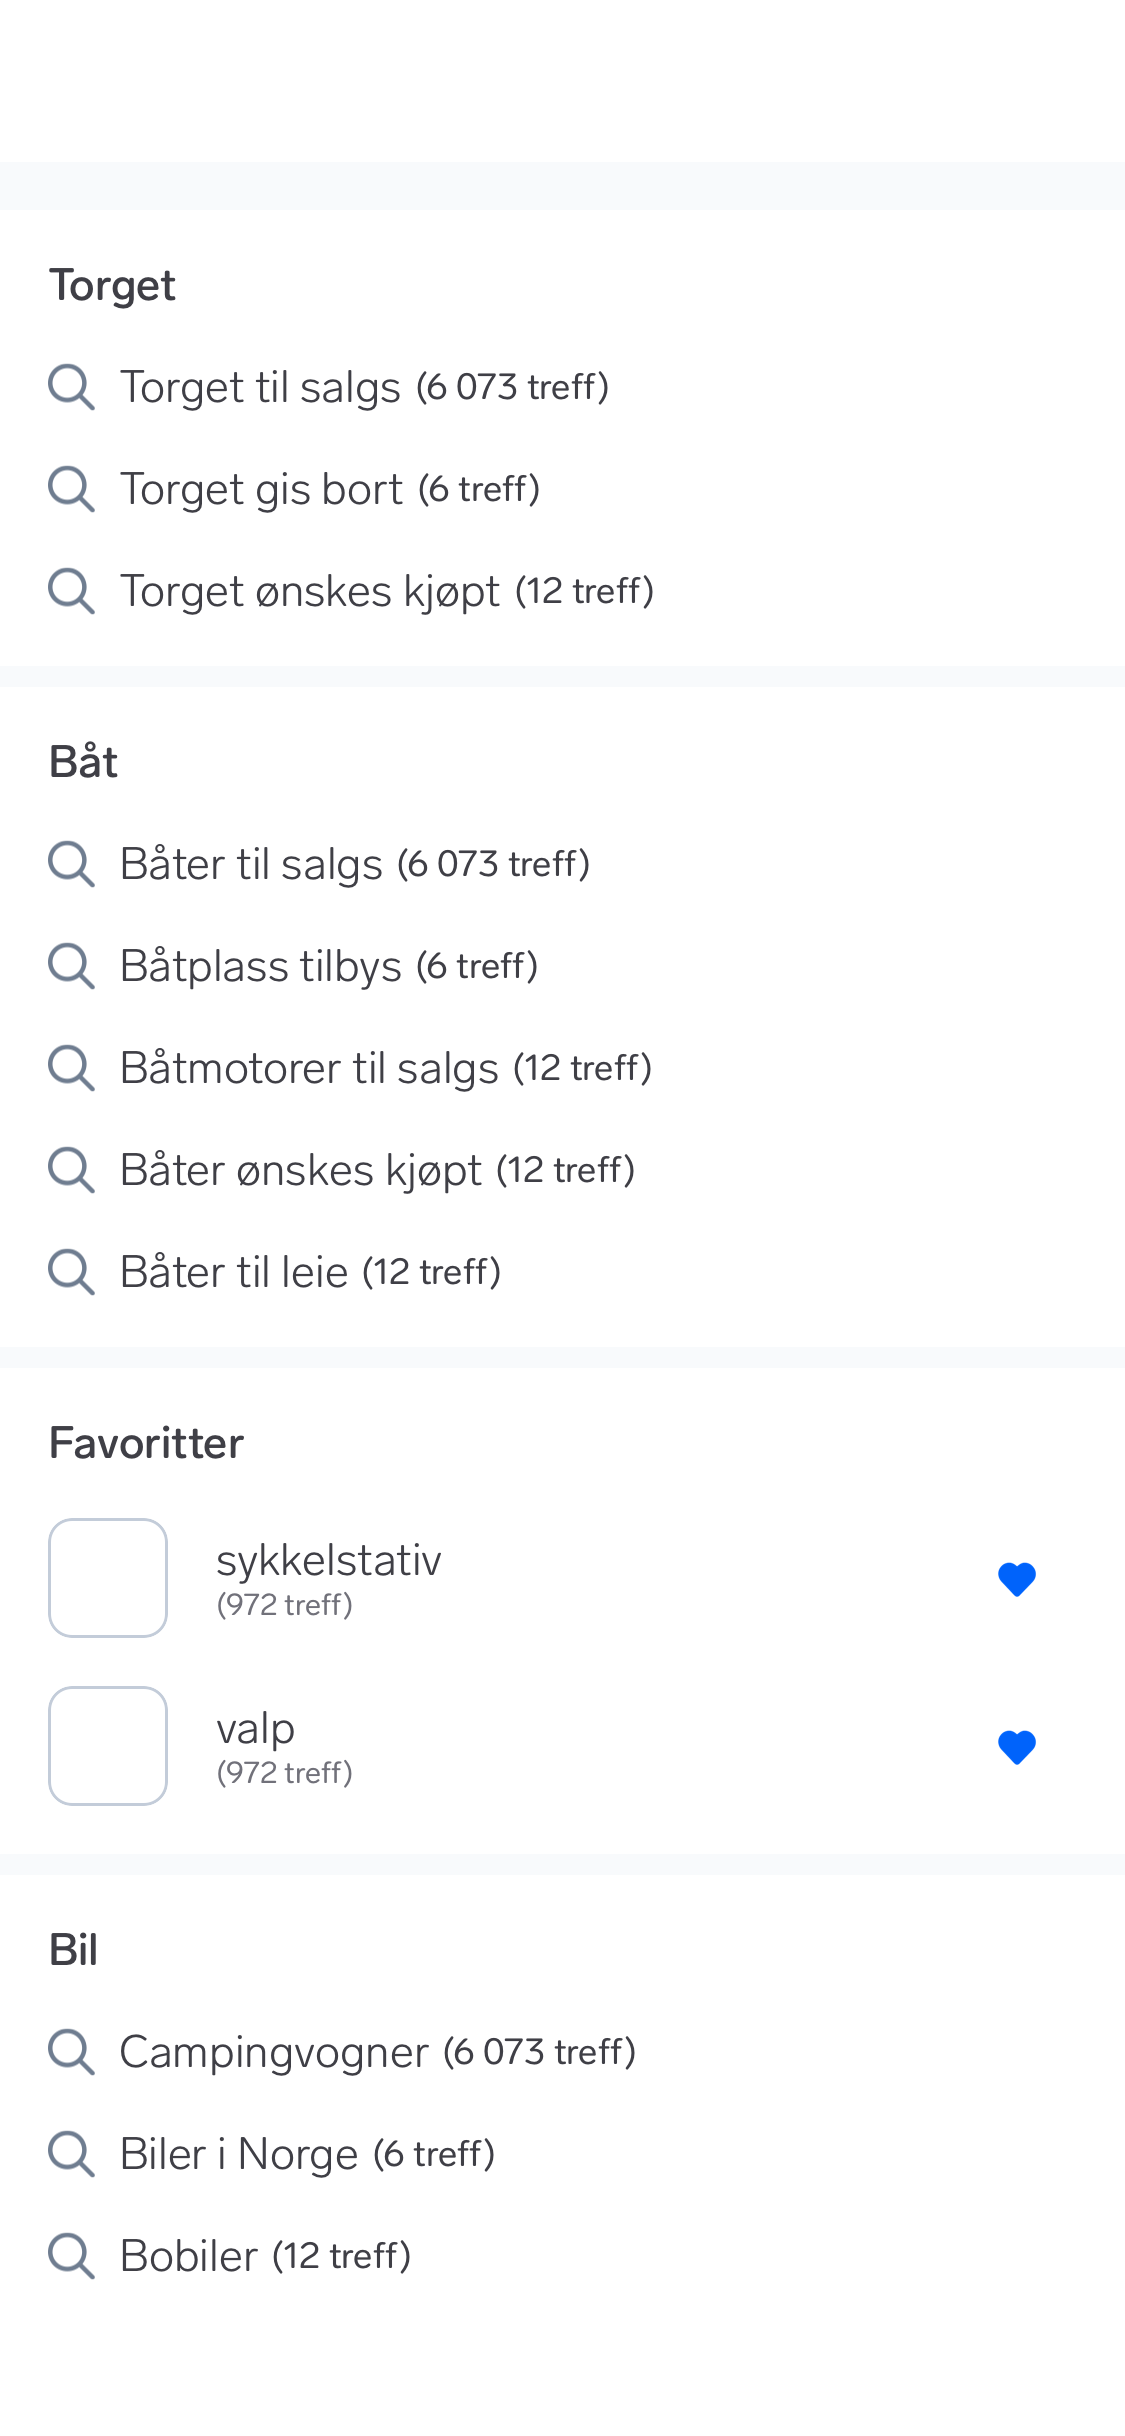 Torget
Torget til salgs (6 073 treff)
Torget gis bort (6 treff)
Torget ønskes kjøpt (12 treff)
Båt
Båter til salgs (6 073 treff)
Båtplass tilbys (6 treff)
Båtmotorer til salgs (12 treff)
Båter ønskes kjøpt (12 treff)
Båter til leie (12 treff)
Favoritter
sykkelstativ
(972 treff)
valp
(972 treff)
Bil
Campingvogner (6 073 treff)
Biler i Norge (6 treff)
Bobiler (12 treff)